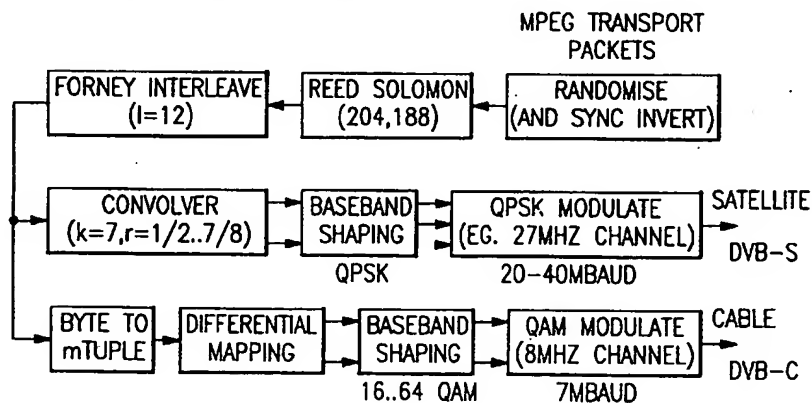 MPEG TRANSPORT
PACKETS
FORNEY INTERLEAVE
(I=12)
REED SOLOMON
(204,188)
RANDOMISE
(AND SYNC INVERT)
CONVOLVER
(k=7,r=1/2..7/8)
BASEBAND
SHAPING
QPSK
QPSK MODULATE
(EG. 27MHZ CHANNEL)
20-40MBAUD
SATELLITE
DVB-S
BYTE TO
mTUPLE
DIFFERENTIAL
MAPPING
BASEBAND
SHAPING
16..64 QAM
QAM MODULATE
(8MHZ CHANNEL)
7MBAUD
CABLE
DVB-C